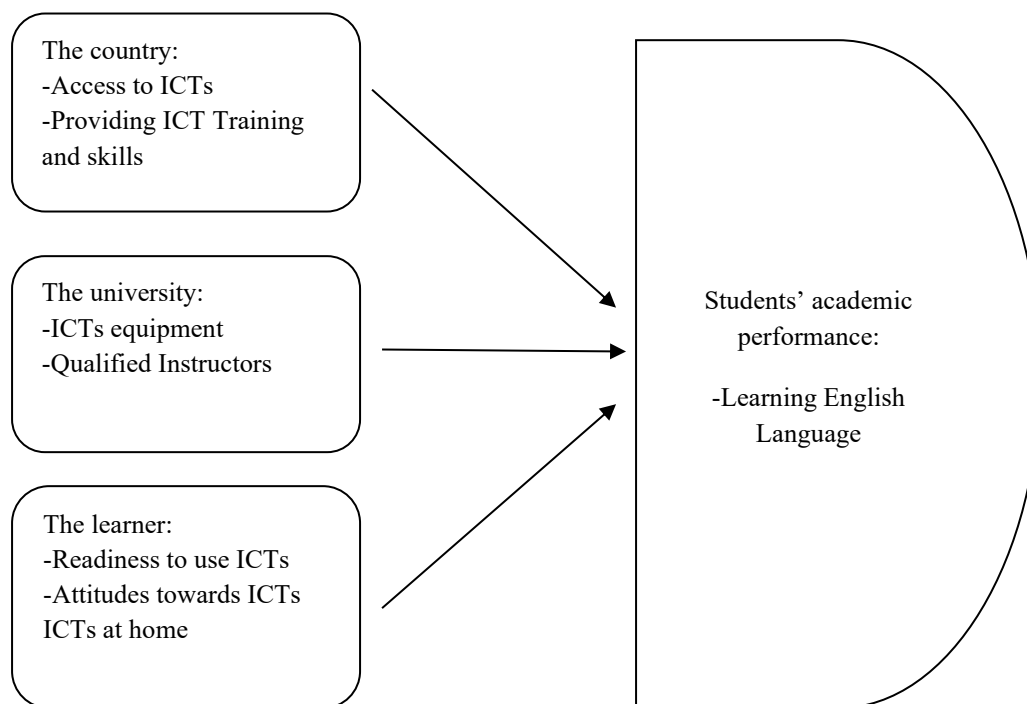 The country:
-Access to ICTs
-Providing ICT Training
and skills
The university:
-ICTs equipment
-Qualified Instructors
The learner:
-Readiness to use ICTs
-Attitudes towards ICTs
ICTs at home
Students’ academic
performance:
-Learning English
Language